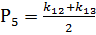 P₅ = (k₁₂+k₁₃)/2